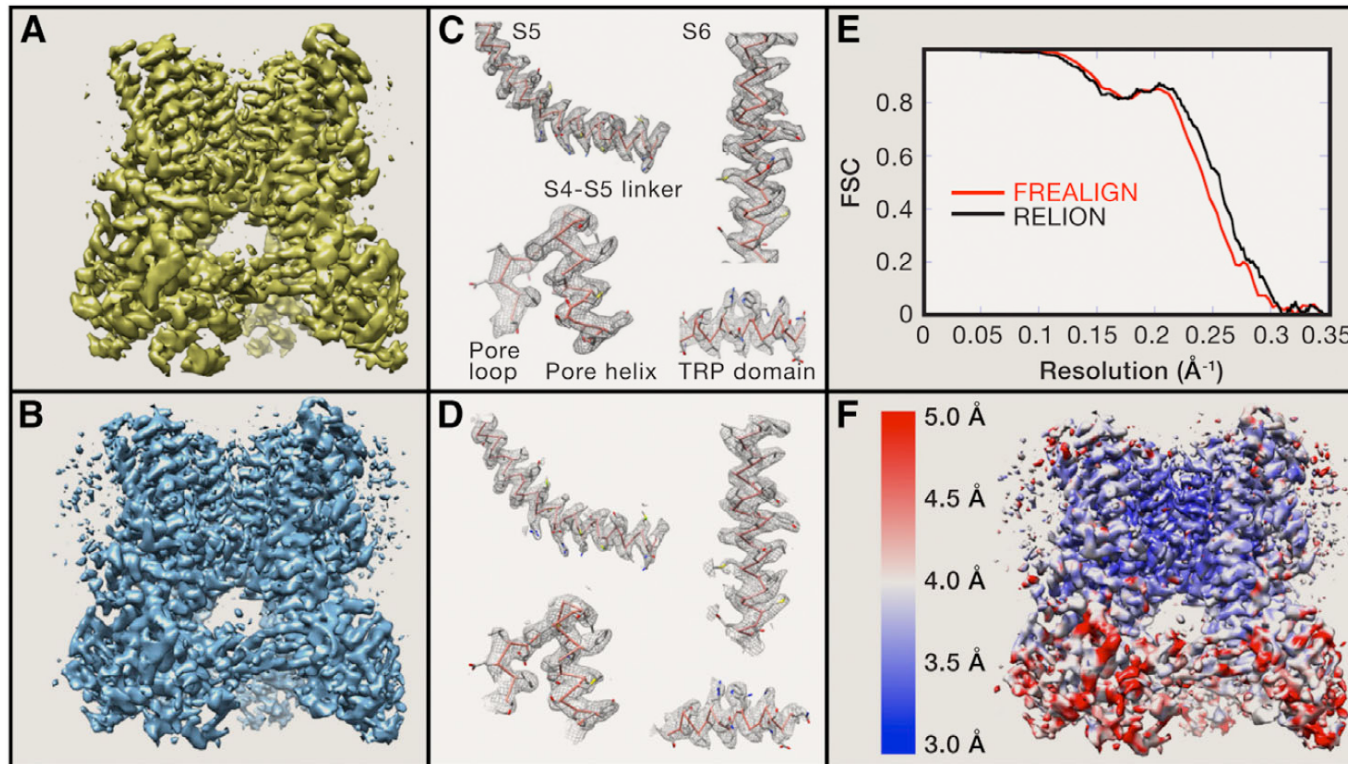 A
C
S5
S6
S4-S5 linker
Pore
loop
Pore helix
TRP domain
E
FSC
0.8
0.6
0.4
0.2
0
FREALIGN
RELION
0
0.05
0.1
0.15
0.2
0.25
0.3
0.35
Resolution (Å⁻¹)
B
D
F
5.0 Å
4.5 Å
4.0 Å
3.5 Å
3.0 Å